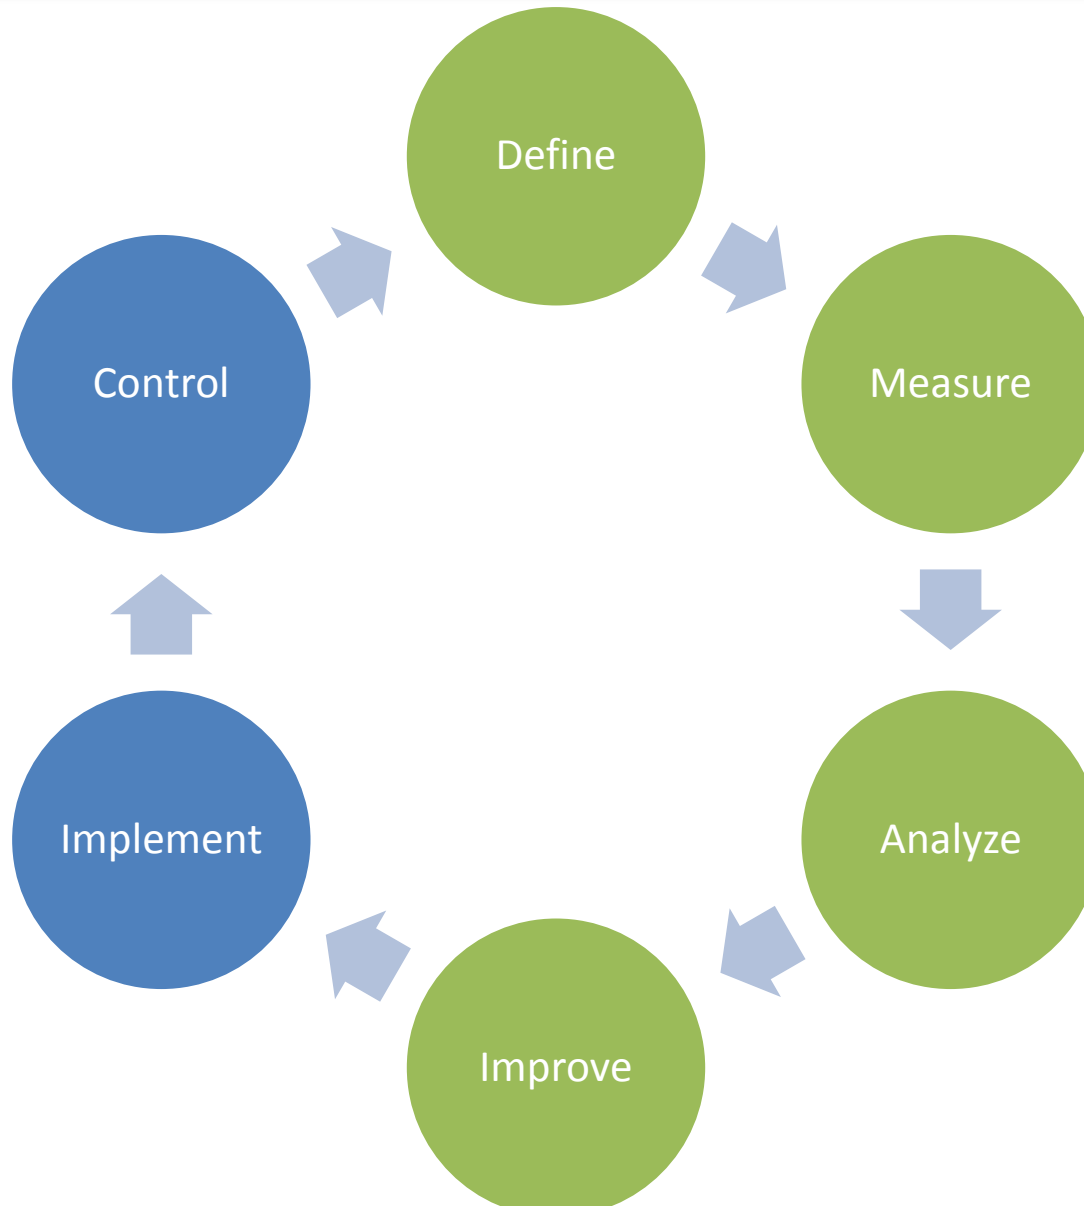 Define
Measure
Analyze
Improve
Implement
Control